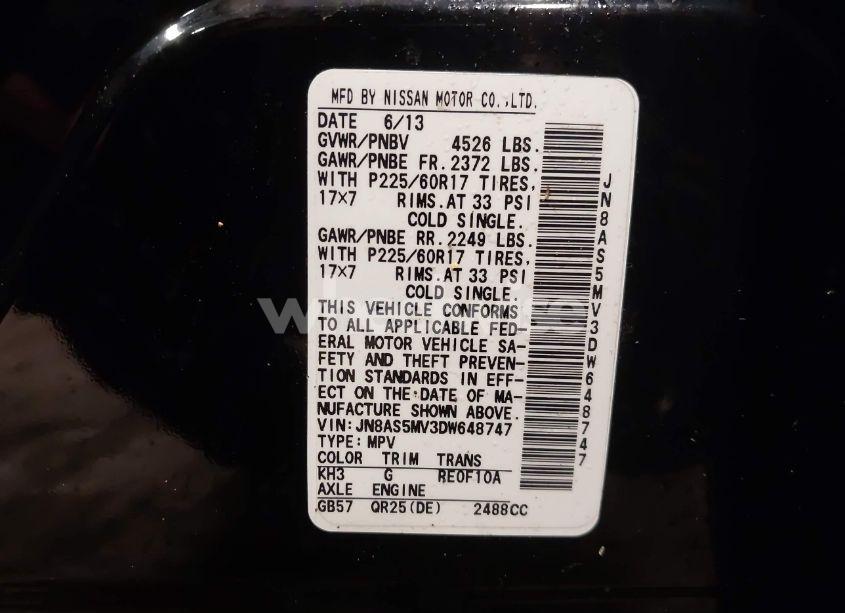 MFD BY NISSAN MOTOR CO.,LTD.
DATE 6/13
GVWR/PNBV 4526 LBS.
GAWR/PNBE FR. 2372 LBS.
WITH P225/60R17 TIRES,
17×7 RIMS. AT 33 PSI
COLD SINGLE.
GAWR/PNBE RR. 2249 LBS.
WITH P225/60R17 TIRES,
17×7 RIMS. AT 33 PSI
COLD SINGLE.
THIS VEHICLE CONFORMS
TO ALL APPLICABLE FED-
ERAL MOTOR VEHICLE SA-
FETY AND THEFT PREVEN-
TION STANDARDS IN EFF-
ECT ON THE DATE OF MA-
NUFACTURE SHOWN ABOVE.
VIN: JN8AS5MV3DW648747
TYPE: MPV
COLOR TRIM TRANS
KH3 G RE0F10A
AXLE ENGINE
GB57 QR25(DE) 2488CC
JN8AS5MV3DW648747